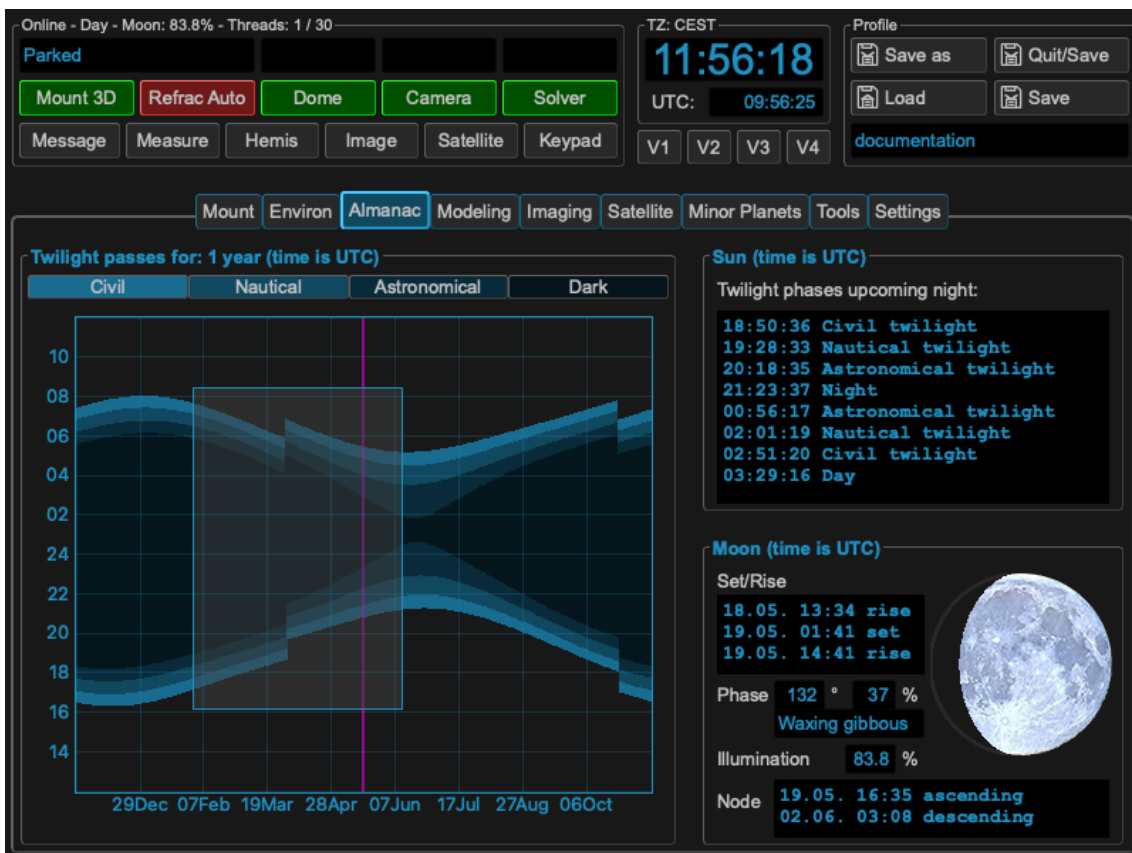 Online - Day - Moon: 83.8% - Threads: 1 / 30
Parked
Mount 3D Refrac Auto Dome Camera Solver
Message Measure Hemis Image Satellite Keypad
TZ: CEST
11:56:18
UTC: 09:56:25
V1 V2 V3 V4
Profile
Save as Quit/Save
Load Save
documentation
Mount Environ Almanac Modeling Imaging Satellite Minor Planets Tools Settings
Twilight passes for: 1 year (time is UTC)
Civil Nautical Astronomical Dark
10
08
06
04
02
24
22
20
18
16
14
29Dec 07Feb 19Mar 28Apr 07Jun 17Jul 27Aug 06Oct
Sun (time is UTC)
Twilight phases upcoming night:
18:50:36 Civil twilight
19:28:33 Nautical twilight
20:18:35 Astronomical twilight
21:23:37 Night
00:56:17 Astronomical twilight
02:01:19 Nautical twilight
02:51:20 Civil twilight
03:29:16 Day
Moon (time is UTC)
Set/Rise
18.05. 13:34 rise
19.05. 01:41 set
19.05. 14:41 rise
Phase 132 ° 37 %
Waxing gibbous
Illumination 83.8 %
Node
19.05. 16:35 ascending
02.06. 03:08 descending